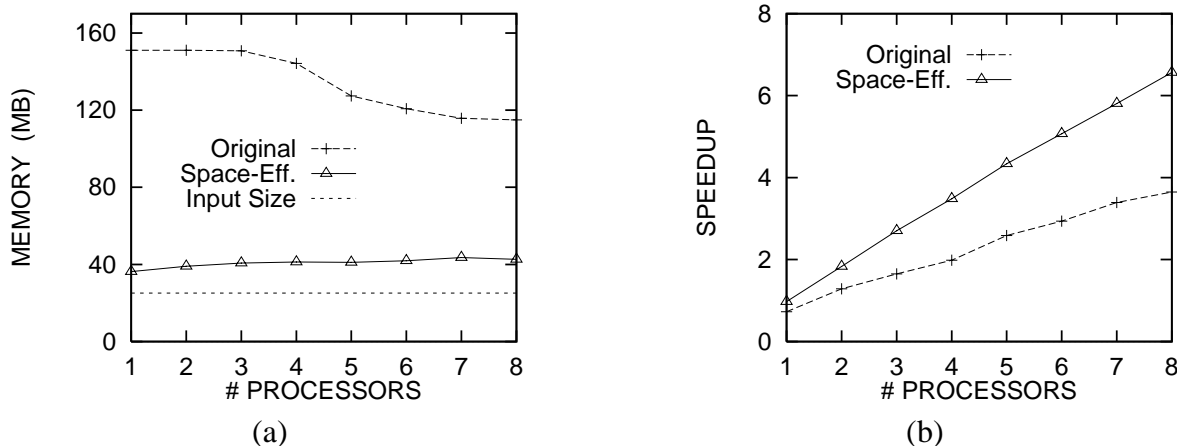 160
120
80
40
0
MEMORY (MB)
Original
Space-Eff.
Input Size
1 2 3 4 5 6 7 8
# PROCESSORS
(a)
8
6
4
2
0
SPEEDUP
Original
Space-Eff.
1 2 3 4 5 6 7 8
# PROCESSORS
(b)